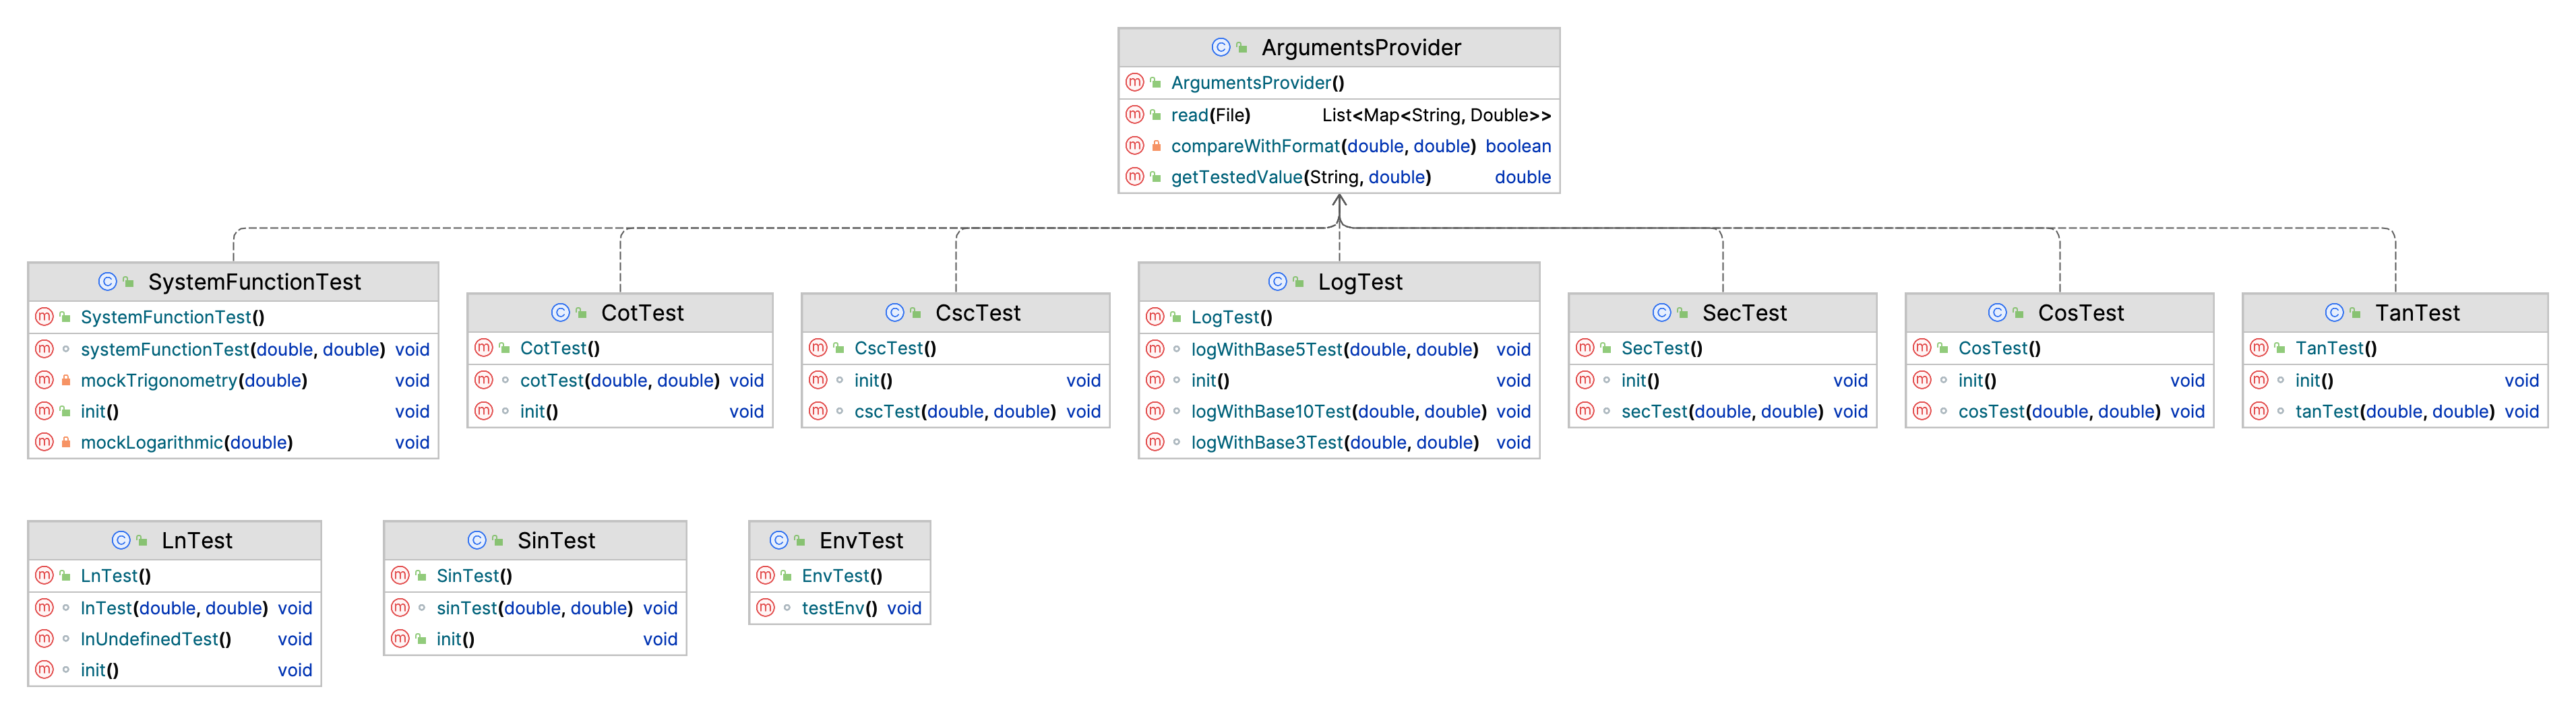 ArgumentsProvider
ArgumentsProvider()
read(File) List<Map<String, Double>>
compareWithFormat(double, double) boolean
getTestedValue(String, double) double
SystemFunctionTest
SystemFunctionTest()
systemFunctionTest(double, double) void
mockTrigonometry(double) void
init() void
mockLogarithmic(double) void
CotTest
CotTest()
cotTest(double, double) void
init() void
CscTest
CscTest()
init() void
cscTest(double, double) void
LogTest
LogTest()
logWithBase5Test(double, double) void
init() void
logWithBase10Test(double, double) void
logWithBase3Test(double, double) void
SecTest
SecTest()
init() void
secTest(double, double) void
CosTest
CosTest()
init() void
cosTest(double, double) void
TanTest
TanTest()
init() void
tanTest(double, double) void
LnTest
LnTest()
lnTest(double, double) void
lnUndefinedTest() void
init() void
SinTest
SinTest()
sinTest(double, double) void
init() void
EnvTest
EnvTest()
testEnv() void